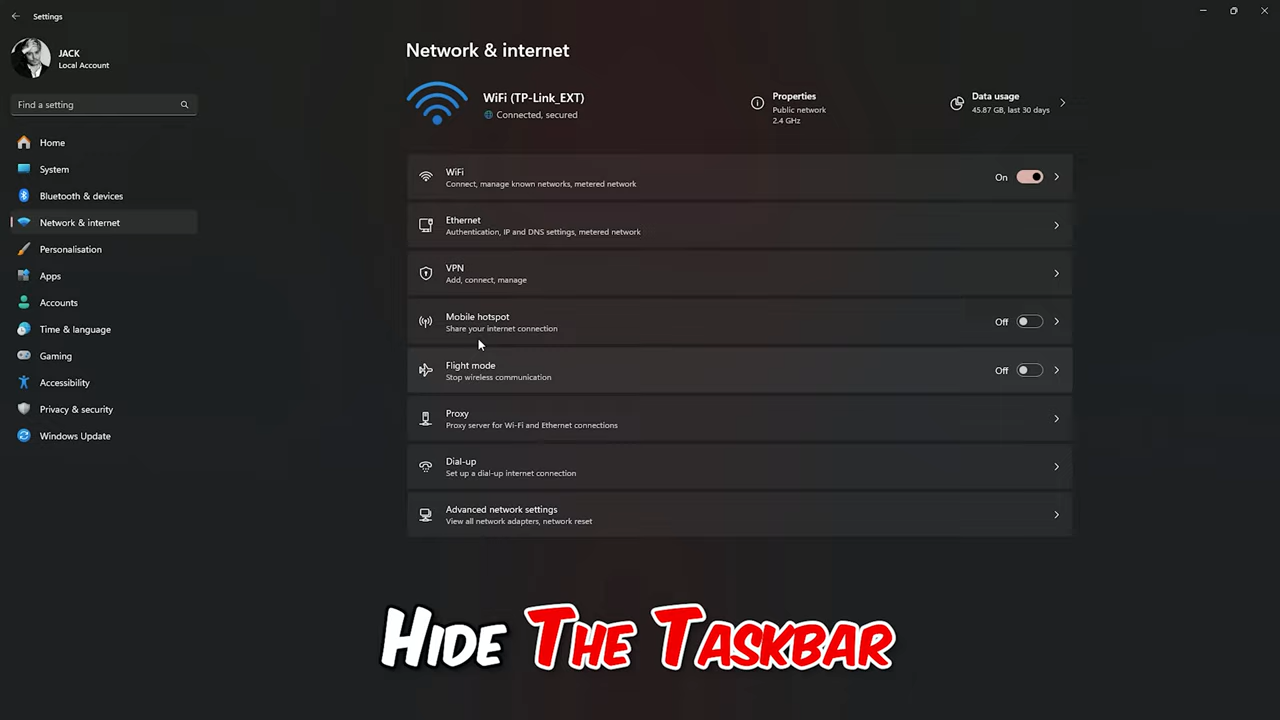 Settings
JACK
Local Account
Find a setting
Home
System
Bluetooth & devices
Network & internet
Personalisation
Apps
Accounts
Time & language
Gaming
Accessibility
Privacy & security
Windows Update
Network & internet
WiFi (TP-Link_EXT)
Connected, secured
Properties
Public network
2.4 GHz
Data usage
45.87 GB, last 30 days
WiFi
Connect, manage known networks, metered network
On
Ethernet
Authentication, IP and DNS settings, metered network
VPN
Add, connect, manage
Mobile hotspot
Share your internet connection
Off
Flight mode
Stop wireless communication
Off
Proxy
Proxy server for Wi-Fi and Ethernet connections
Dial-up
Set up a dial-up internet connection
Advanced network settings
View all network adapters, network reset
HIDE THE TASKBAR